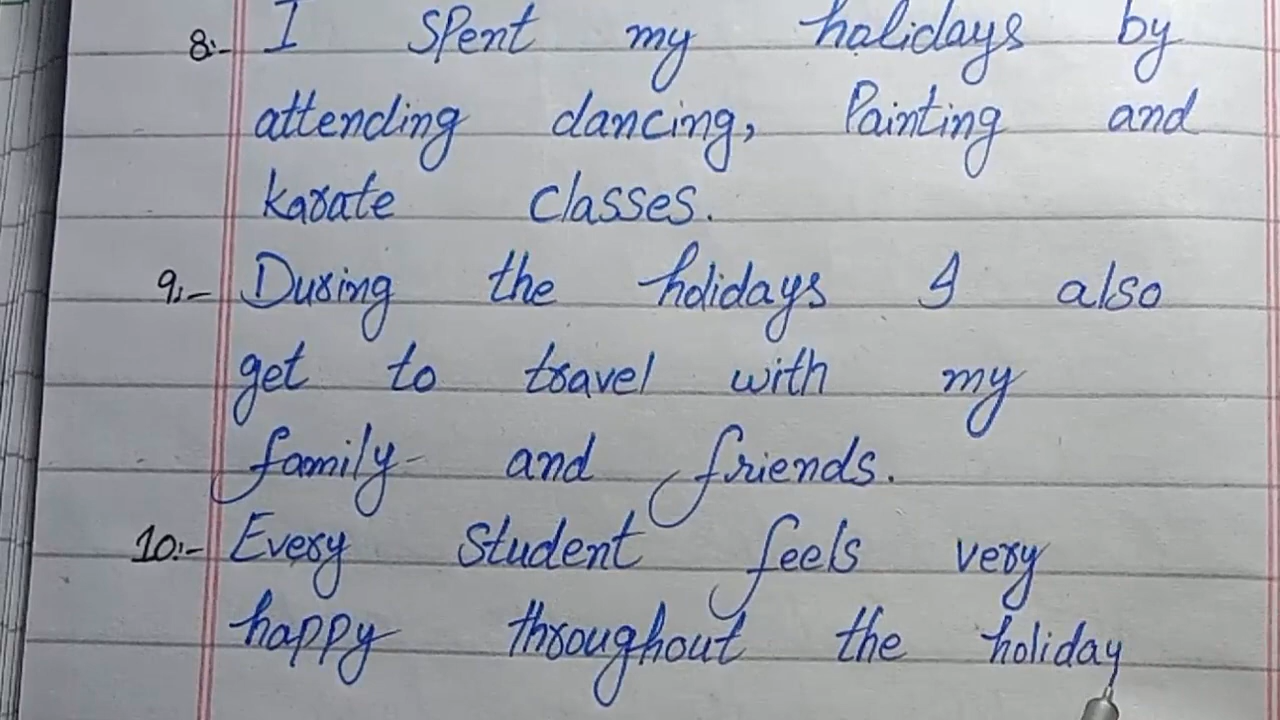 8:- I spent my holidays by
attending dancing, Painting and
karate classes.
9:- During the holidays I also
get to travel with my
family and friends.
10:- Every student feels very
happy throughout the holiday